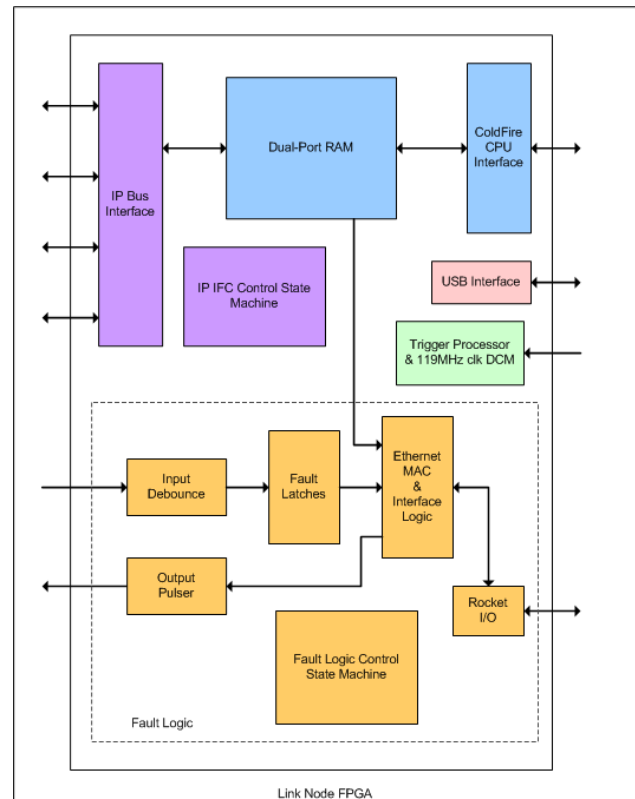 Dual-Port RAM
ColdFire
CPU
Interface
IP Bus
Interface
IP IFC Control State
Machine
USB Interface
Trigger Processor
& 119MHz clk DCM
Input
Debounce
Fault
Latches
Ethernet
MAC
&
Interface
Logic
Output
Pulser
Rocket
I/O
Fault Logic Control
State Machine
Fault Logic
Link Node FPGA